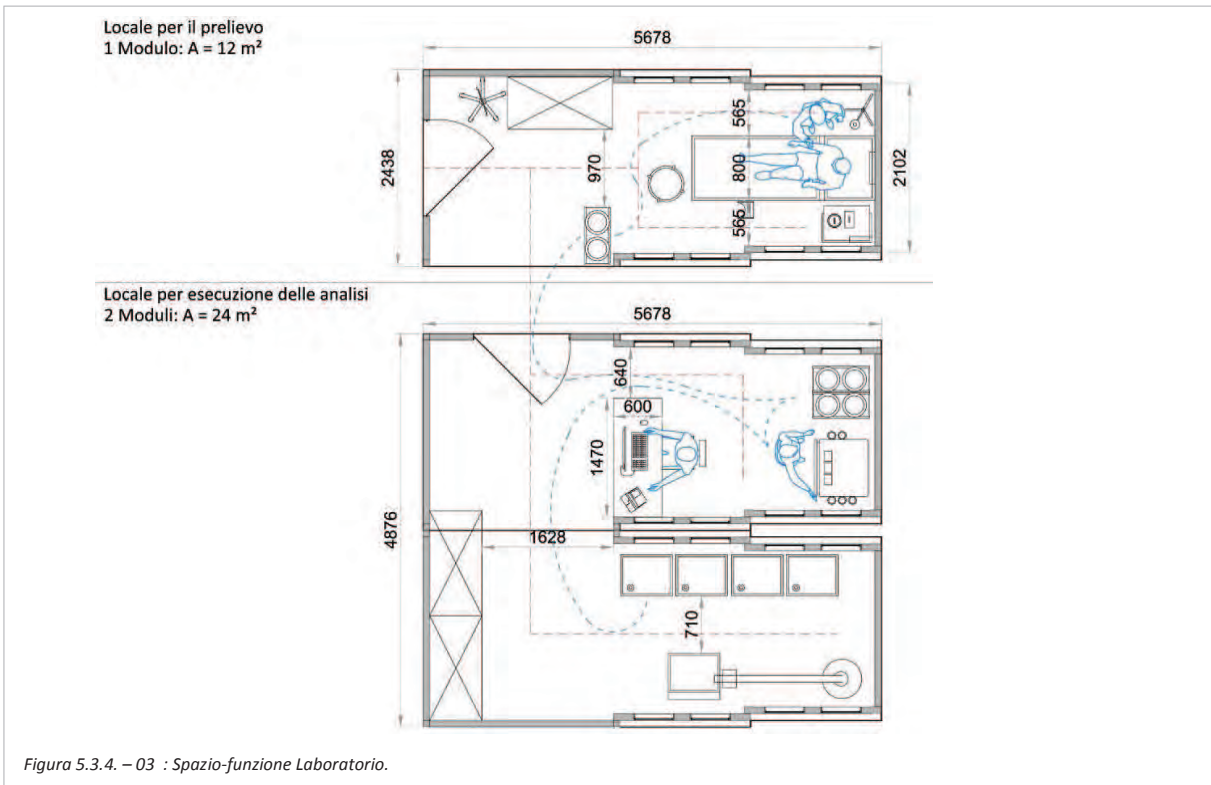 Locale per il prelievo
1 Modulo: A = 12 m²
5678
2438
970
565
800
565
2102
Locale per esecuzione delle analisi
2 Moduli: A = 24 m²
5678
4876
640
600
1470
1628
710
Figura 5.3.4. – 03 : Spazio-funzione Laboratorio.